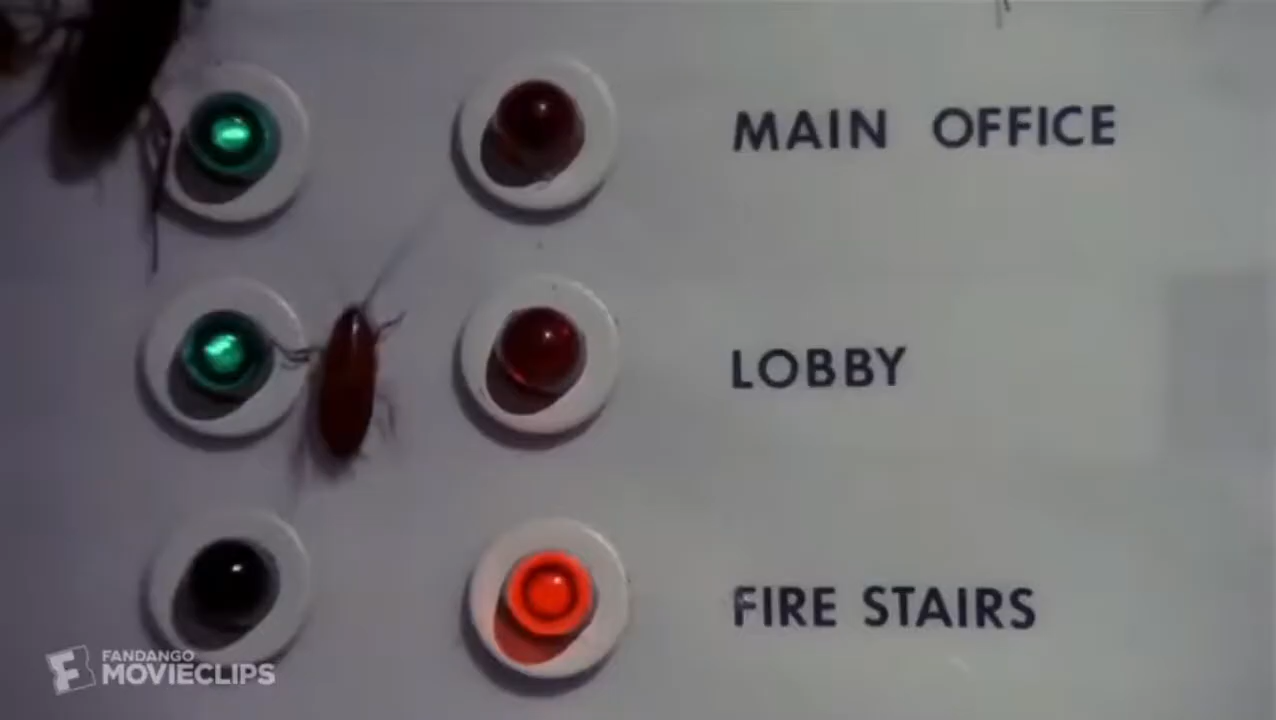 MAIN OFFICE
LOBBY
FIRE STAIRS
FANDANGO
MOVIECLIPS